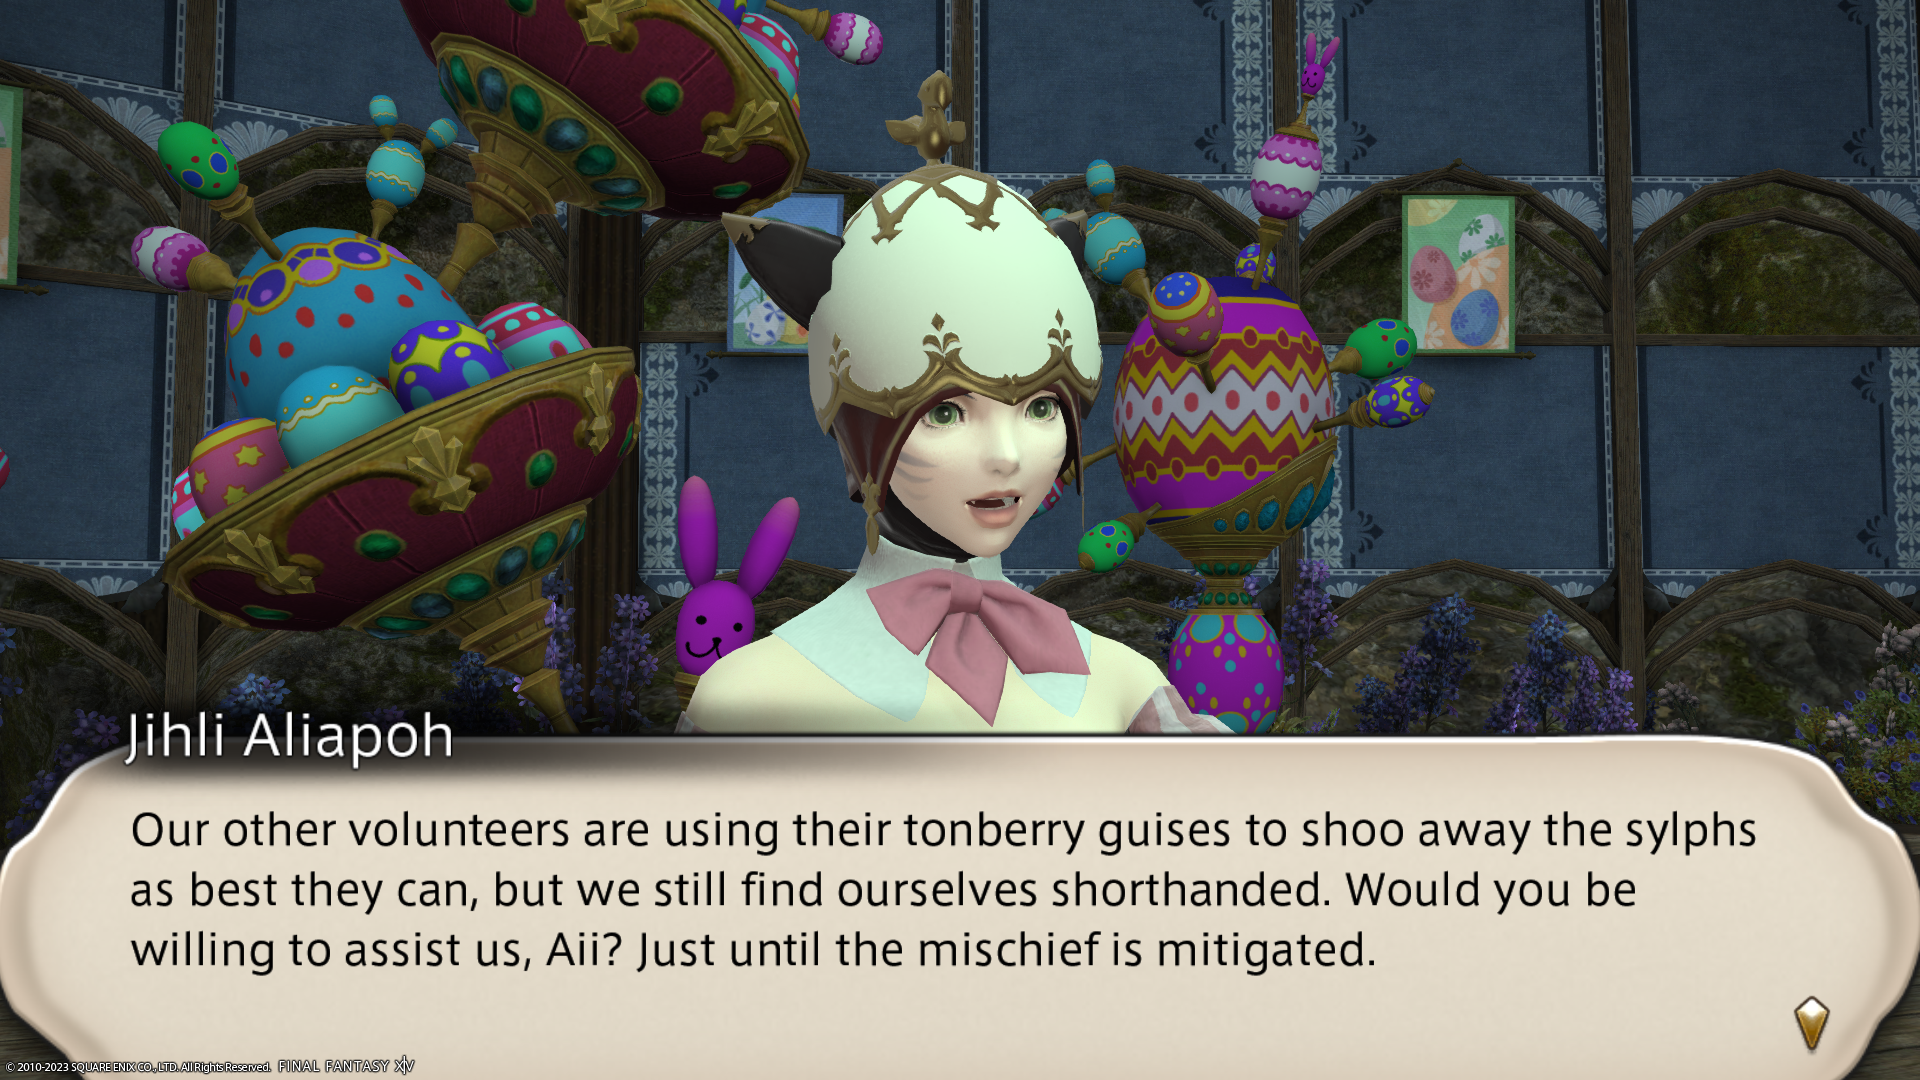 Jihli Aliapoh
Our other volunteers are using their tonberry guises to shoo away the sylphs
as best they can, but we still find ourselves shorthanded. Would you be
willing to assist us, Aii? Just until the mischief is mitigated.
© 2010-2023 SQUARE ENIX CO., LTD. All Rights Reserved. FINAL FANTASY XIV